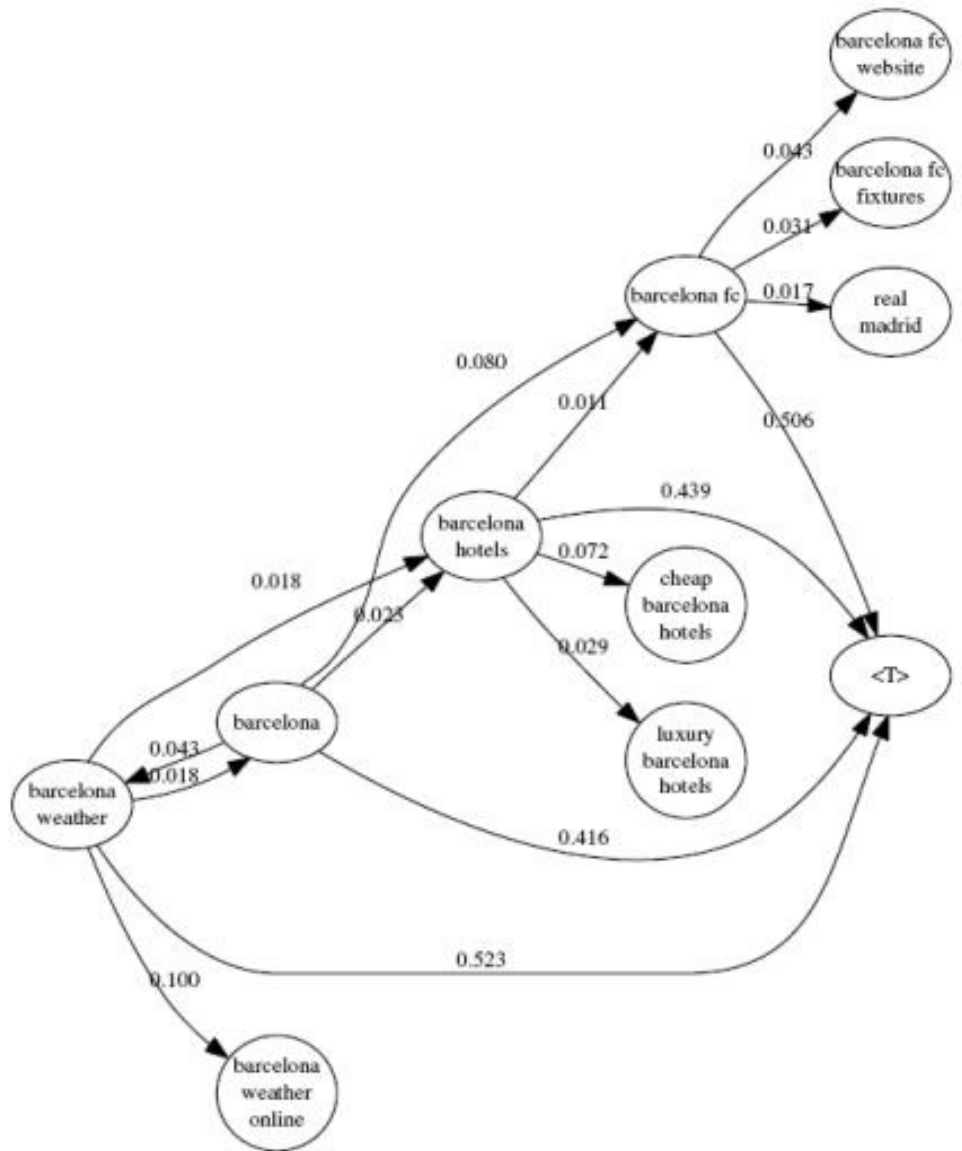 barcelona fc
website
0.043
barcelona fc
fixtures
0.031
barcelona fc
0.017
real
madrid
0.080
0.011
0.506
0.439
barcelona
hotels
0.072
cheap
barcelona
hotels
0.018
0.023
0.029
<T>
barcelona
luxury
barcelona
hotels
0.043
0.018
barcelona
weather
0.416
0.523
0.100
barcelona
weather
online